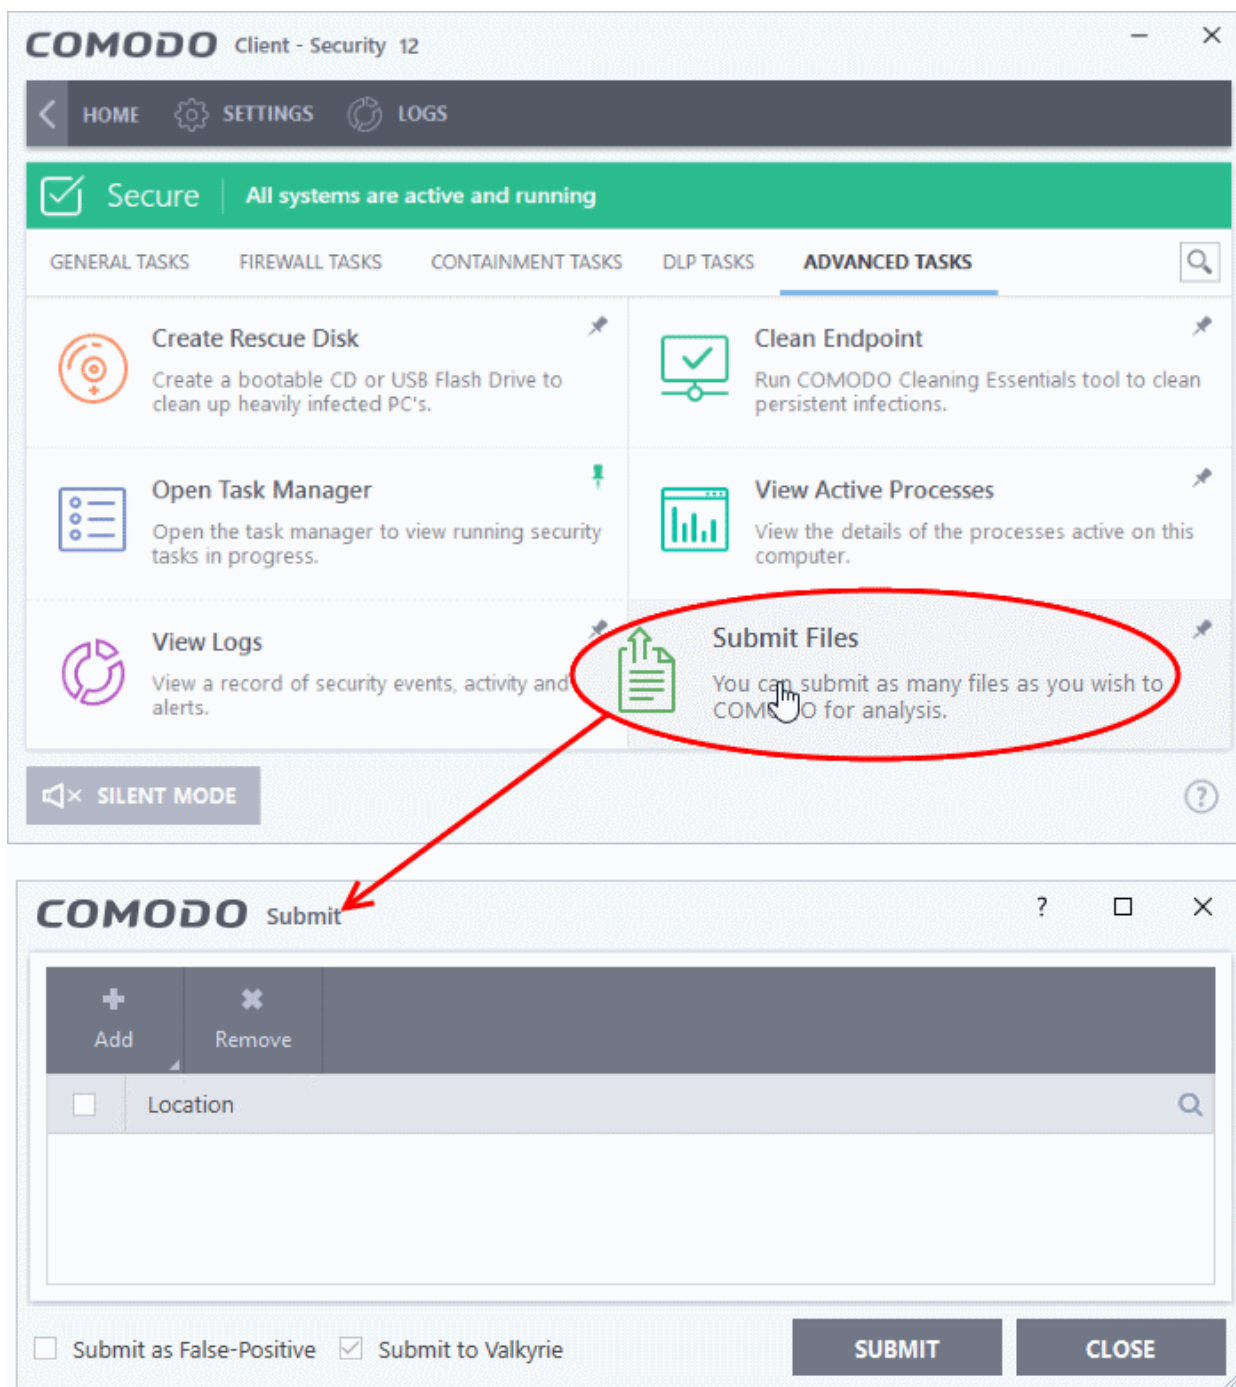 COMODO Client - Security 12
HOME SETTINGS LOGS
Secure All systems are active and running
GENERAL TASKS FIREWALL TASKS CONTAINMENT TASKS DLP TASKS ADVANCED TASKS
Create Rescue Disk
Create a bootable CD or USB Flash Drive to
clean up heavily infected PC's.
Clean Endpoint
Run COMODO Cleaning Essentials tool to clean
persistent infections.
Open Task Manager
Open the task manager to view running security
tasks in progress.
View Active Processes
View the details of the processes active on this
computer.
View Logs
View a record of security events, activity and
alerts.
Submit Files
You can submit as many files as you wish to
COMODO for analysis.
SILENT MODE
?
COMODO Submit
?
Add Remove
Location
Submit as False-Positive Submit to Valkyrie SUBMIT CLOSE